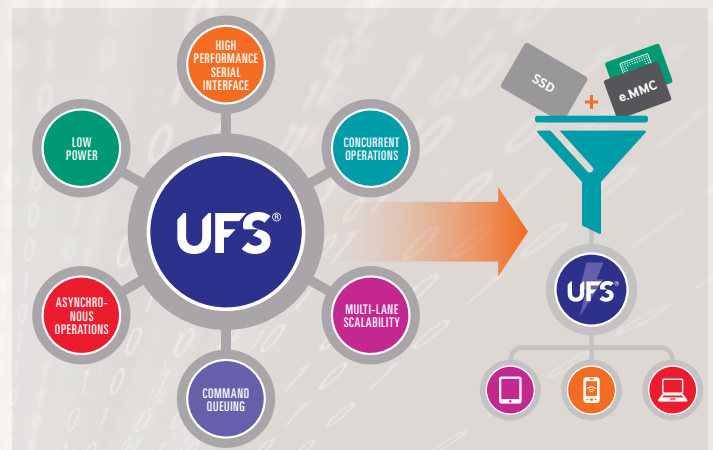 HIGH
PERFORMANCE
SERIAL
INTERFACE
LOW
POWER
CONCURRENT
OPERATIONS
UFS®
ASYNCHRO-
NOUS
OPERATIONS
MULTI-LANE
SCALABILITY
COMMAND
QUEUING
SSD
+
e.MMC
UFS®